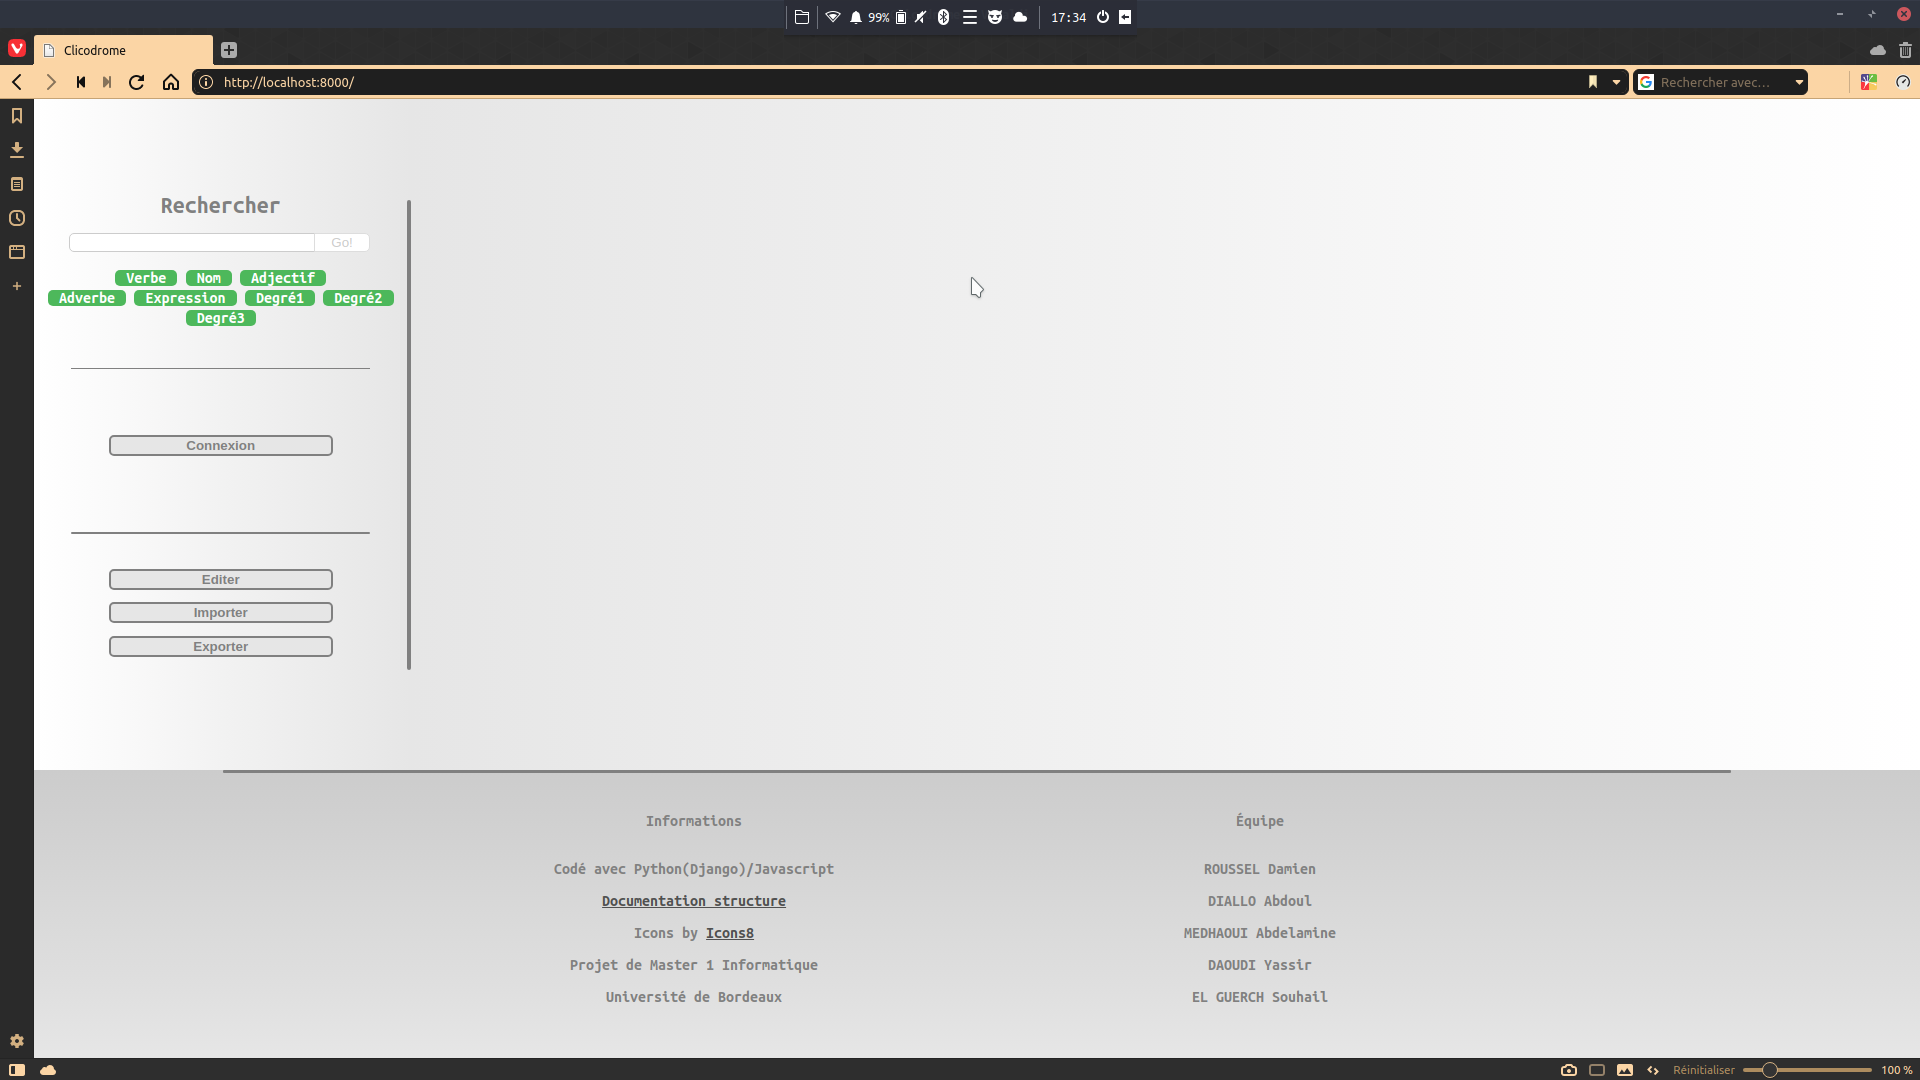 99%
17:34
Clicodrome
http://localhost:8000/
Rechercher avec...
Rechercher
Go!
Verbe Nom Adjectif
Adverbe Expression Degré1 Degré2
Degré3
Connexion
Editer
Importer
Exporter
Informations
Codé avec Python(Django)/Javascript
Documentation structure
Icons by Icons8
Projet de Master 1 Informatique
Université de Bordeaux
Équipe
ROUSSEL Damien
DIALLO Abdoul
MEDHAOUI Abdelamine
DAOUDI Yassir
EL GUERCH Souhail
Réinitialiser
100 %